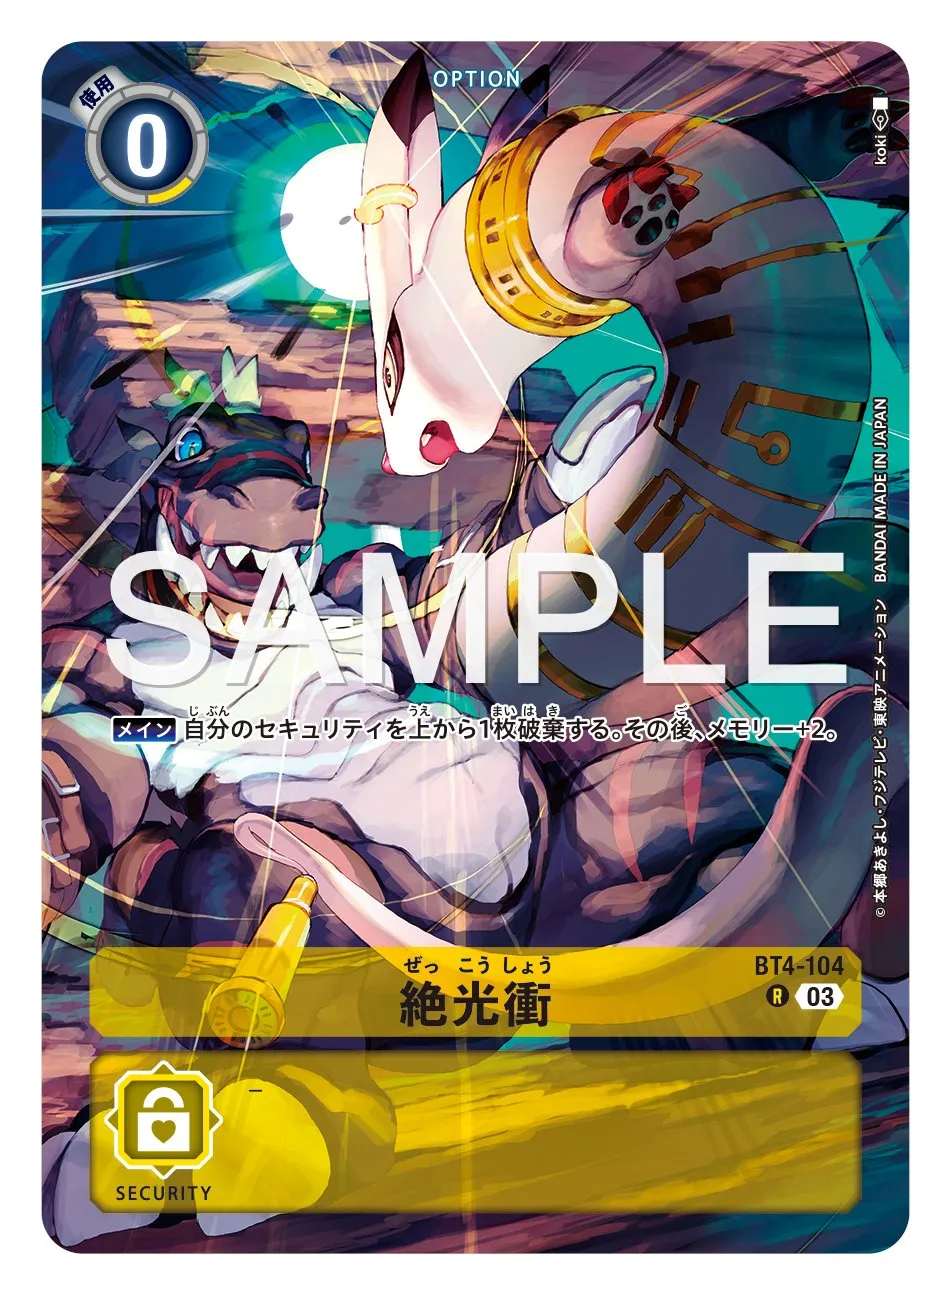 OPTION
使用
0
koki
SAMPLE
じぶん うえ まいはき ご
メイン 自分のセキュリティを上から1枚破棄する。その後、メモリー+2。
©本郷あきよし・フジテレビ・東映アニメーション BANDAI MADE IN JAPAN
ぜっ こう しょう
絶光衝
BT4-104
R 03
–
SECURITY